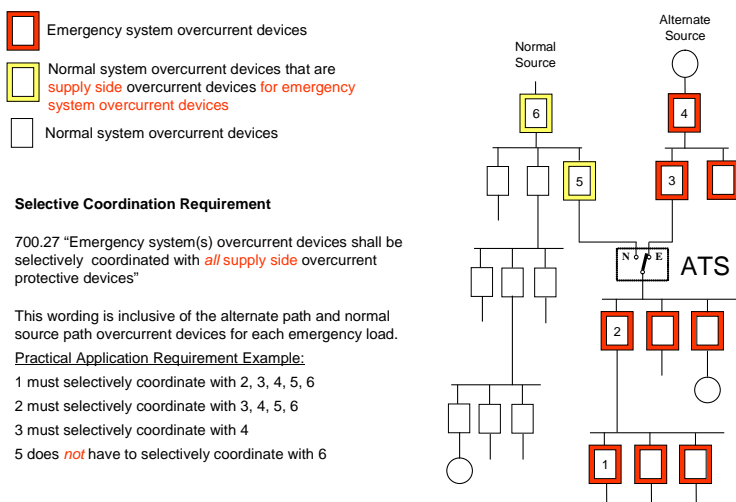 Emergency system overcurrent devices
Normal system overcurrent devices that are
supply side overcurrent devices for emergency
system overcurrent devices
Normal system overcurrent devices
Selective Coordination Requirement
700.27 “Emergency system(s) overcurrent devices shall be
selectively coordinated with all supply side overcurrent
protective devices”
This wording is inclusive of the alternate path and normal
source path overcurrent devices for each emergency load.
Practical Application Requirement Example:
1 must selectively coordinate with 2, 3, 4, 5, 6
2 must selectively coordinate with 3, 4, 5, 6
3 must selectively coordinate with 4
5 does not have to selectively coordinate with 6
Normal
Source
Alternate
Source
6
4
5
3
N E
ATS
2
1